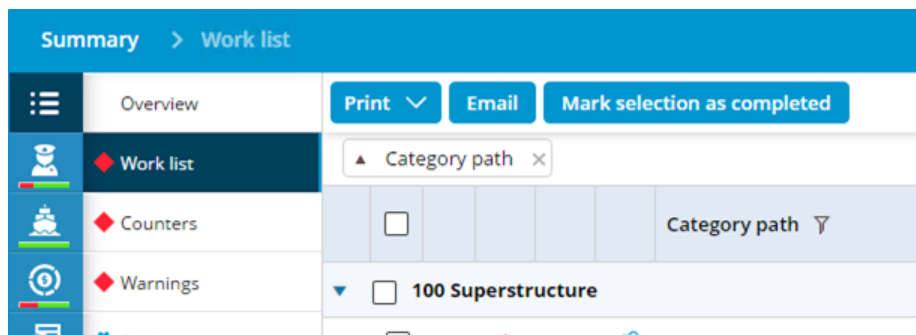 Summary > Work list
Overview
Print Email Mark selection as completed
Work list
Category path ×
Counters
Category path
Warnings
100 Superstructure